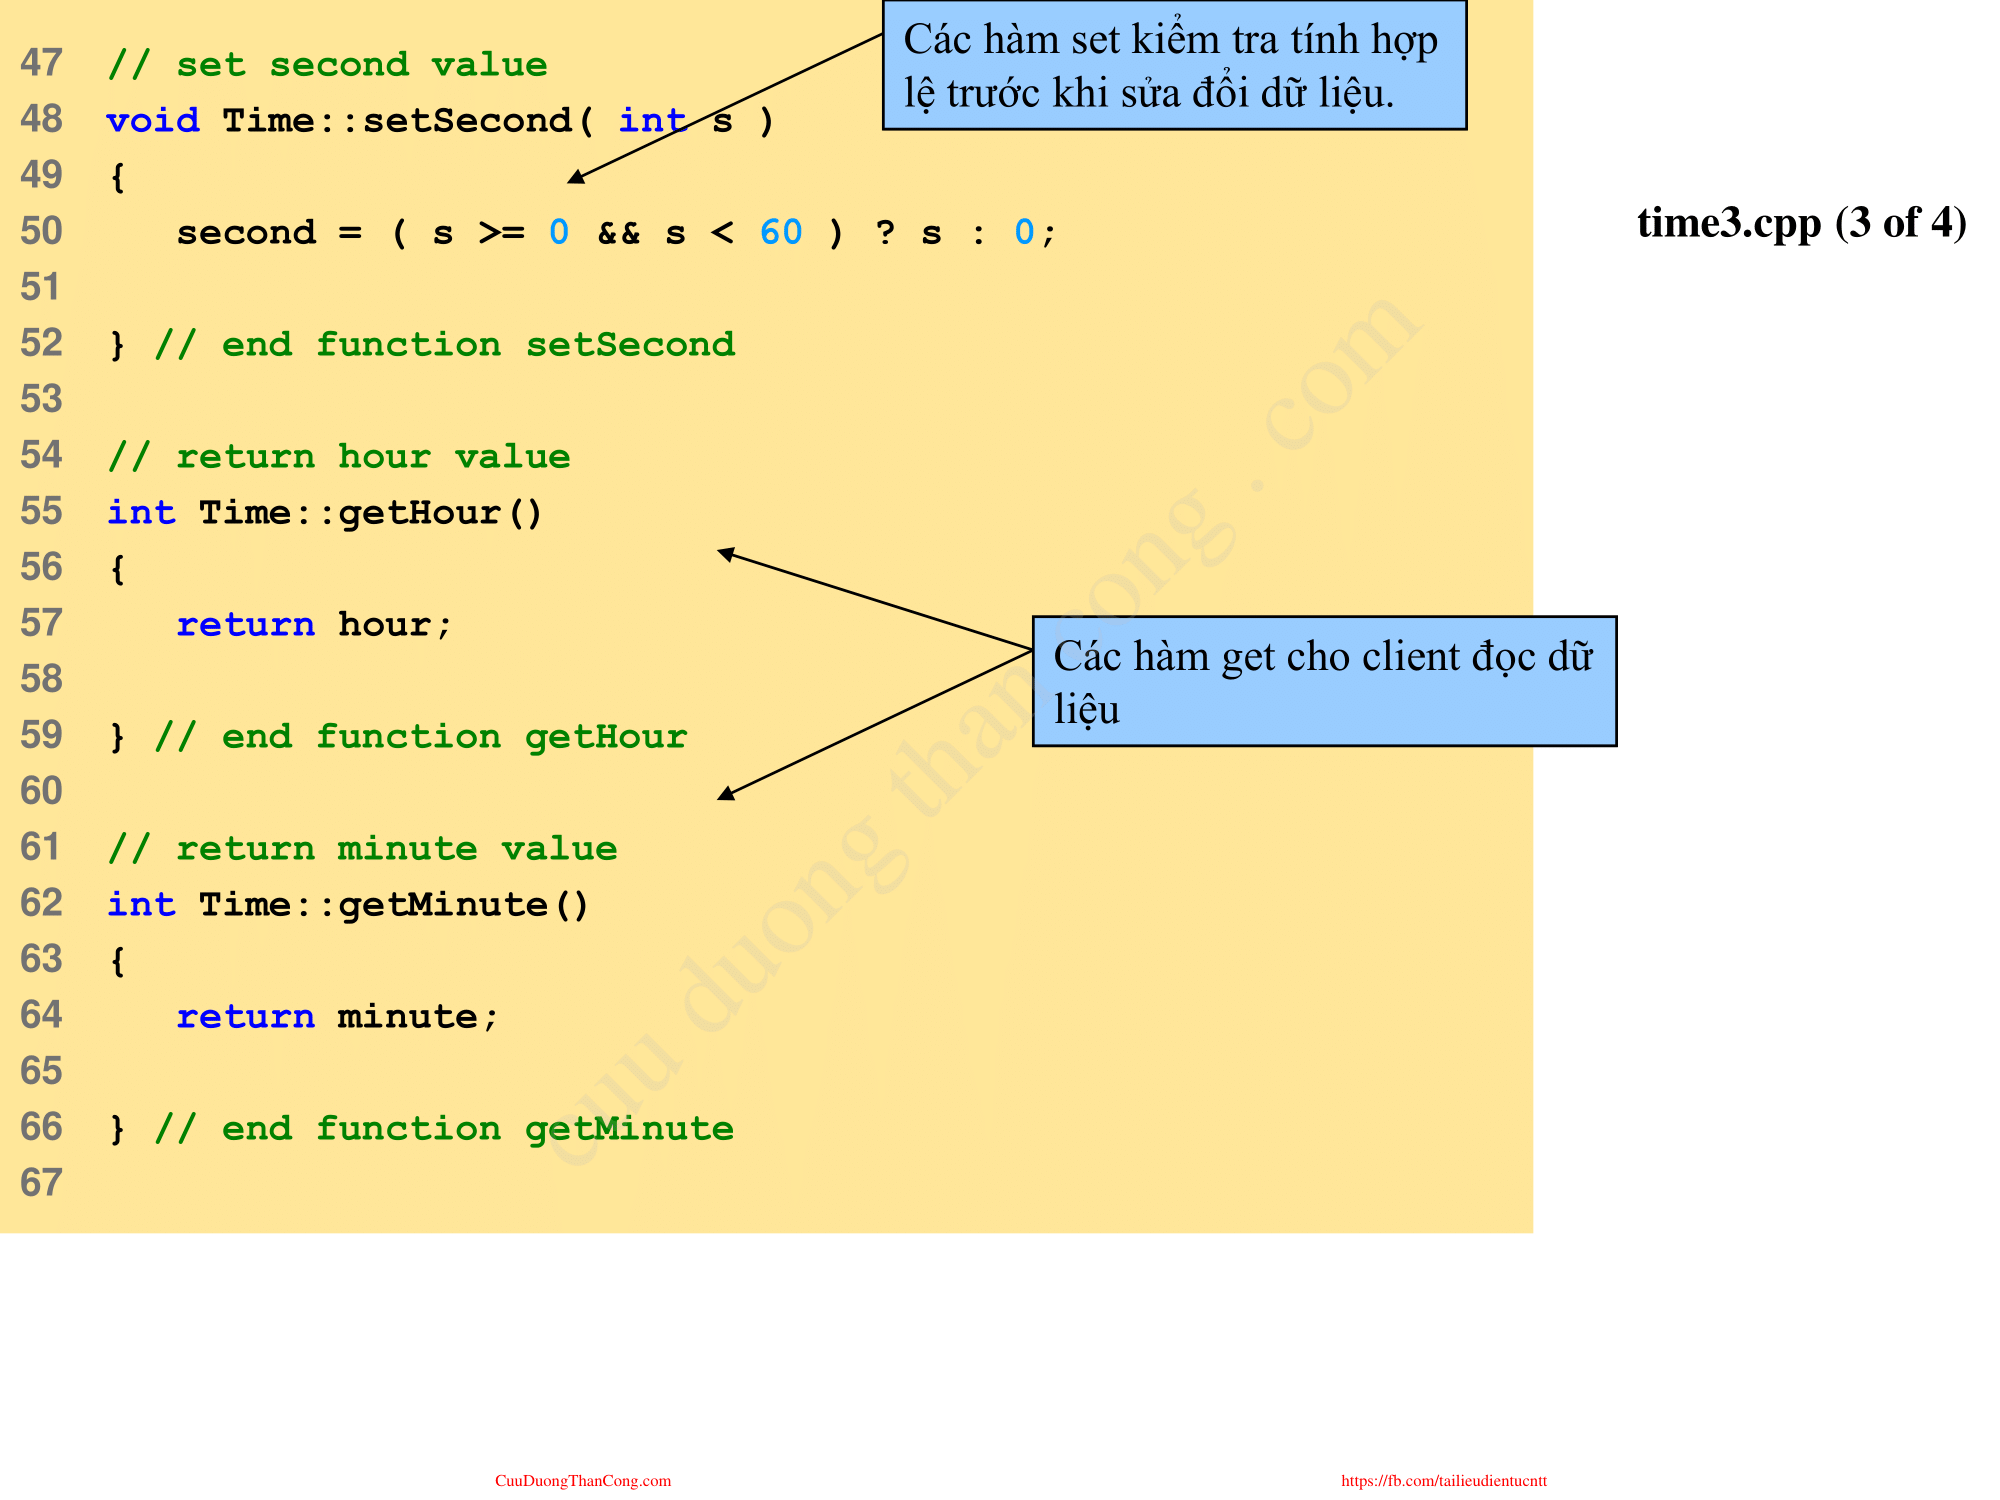 Các hàm set kiểm tra tính hợp
lệ trước khi sửa đổi dữ liệu.
47 // set second value
48 void Time::setSecond( int s )
49 {
50 second = ( s >= 0 && s < 60 ) ? s : 0;
51
52 } // end function setSecond
53
54 // return hour value
55 int Time::getHour()
56 {
57 return hour;
58
59 } // end function getHour
60
61 // return minute value
62 int Time::getMinute()
63 {
64 return minute;
65
66 } // end function getMinute
67
time3.cpp (3 of 4)
Các hàm get cho client đọc dữ
liệu
cuu duong than cong . com
CuuDuongThanCong.com
https://fb.com/tailieudientucntt